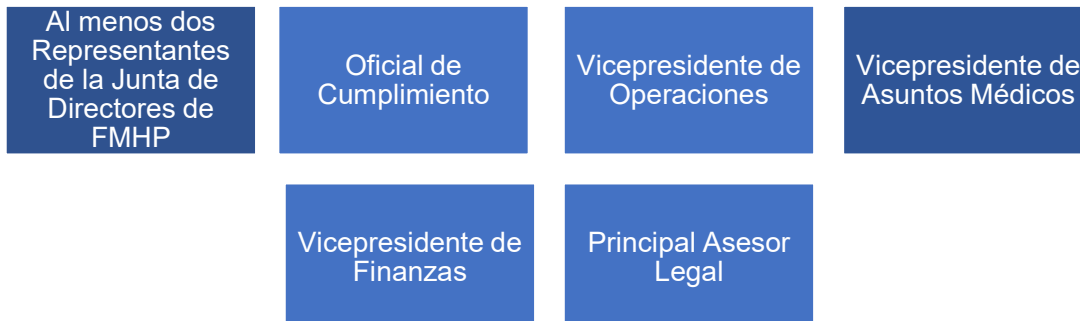 Al menos dos
Representantes
de la Junta de
Directores de
FMHP
Oficial de
Cumplimiento
Vicepresidente de
Operaciones
Vicepresidente de
Asuntos Médicos
Vicepresidente de
Finanzas
Principal Asesor
Legal